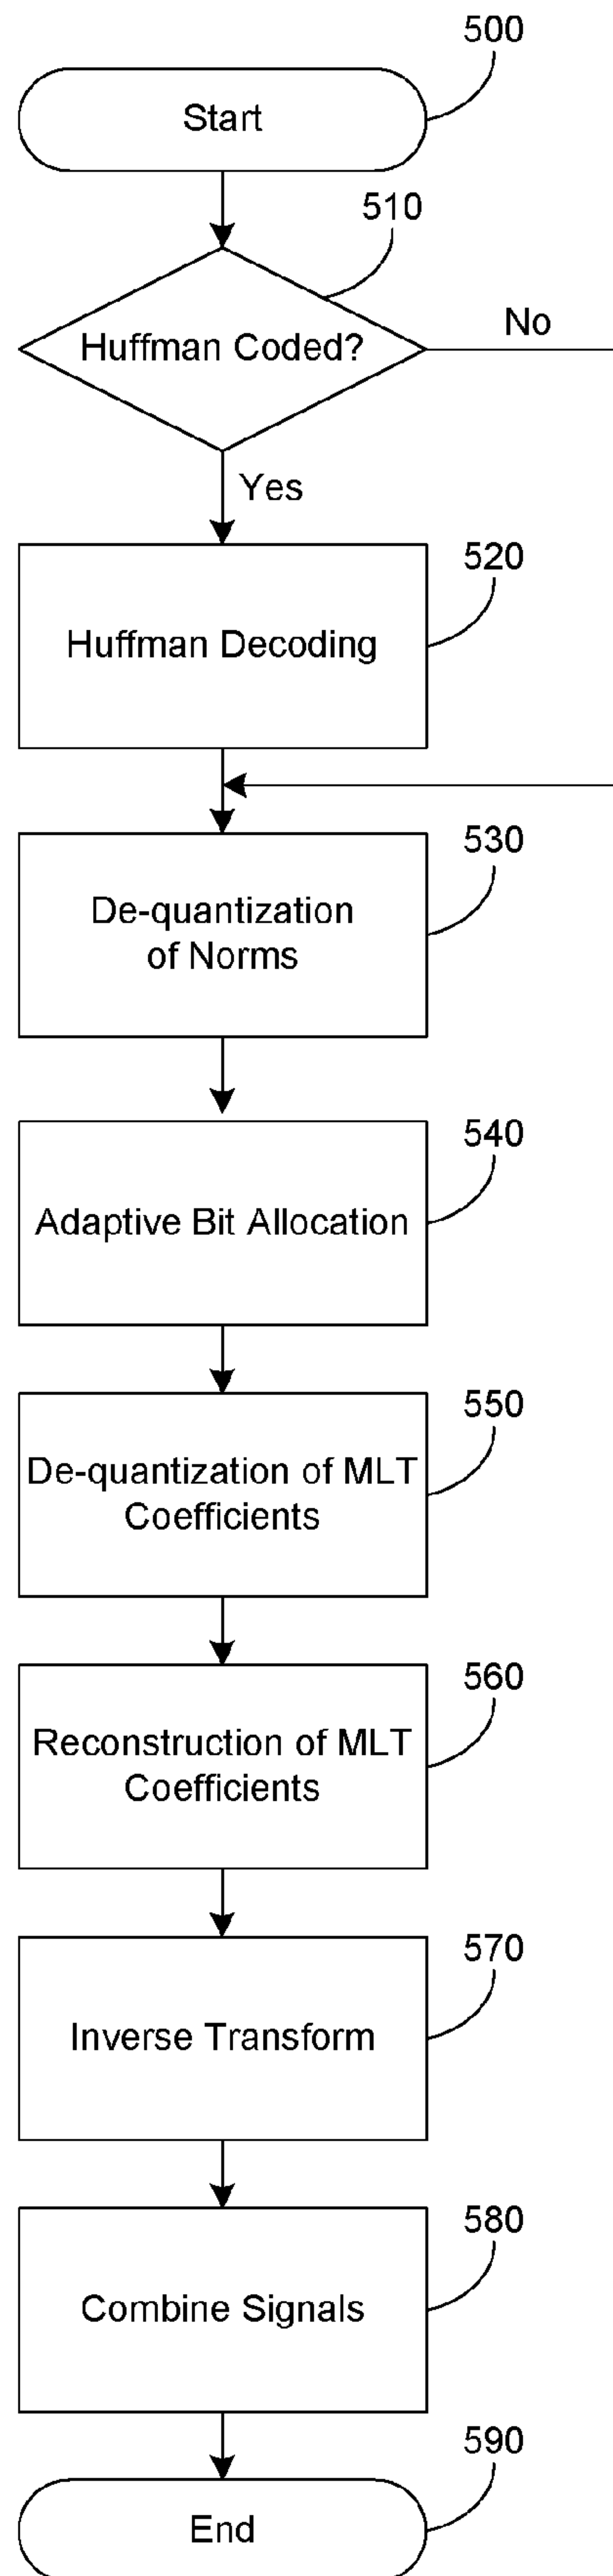 500
Start
510
Huffman Coded?
No
Yes
520
Huffman Decoding
530
De-quantization
of Norms
540
Adaptive Bit Allocation
550
De-quantization of MLT
Coefficients
560
Reconstruction of MLT
Coefficients
570
Inverse Transform
580
Combine Signals
590
End